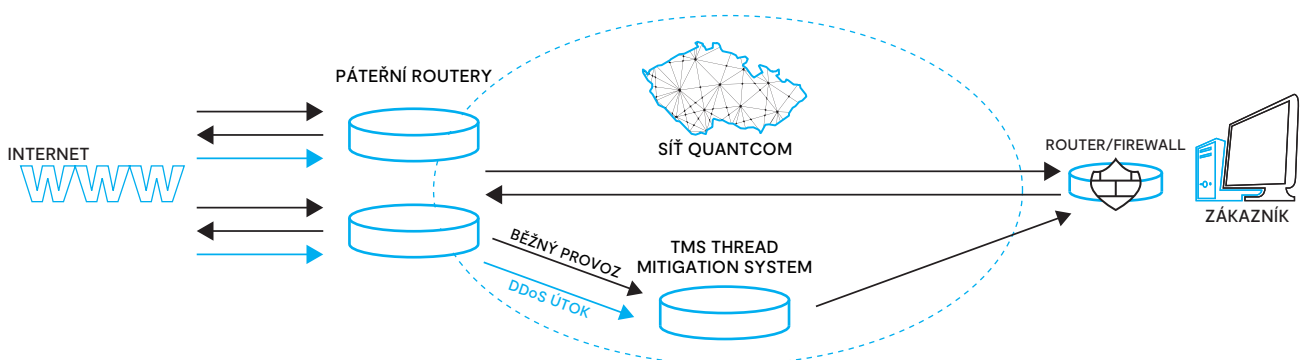 PÁTEŘNÍ ROUTERY
INTERNET
WWW
SÍŤ QUANTCOM
ROUTER/FIREWALL
ZÁKAZNÍK
BĚŽNÝ PROVOZ
DDoS ÚTOK
TMS THREAD
MITIGATION SYSTEM